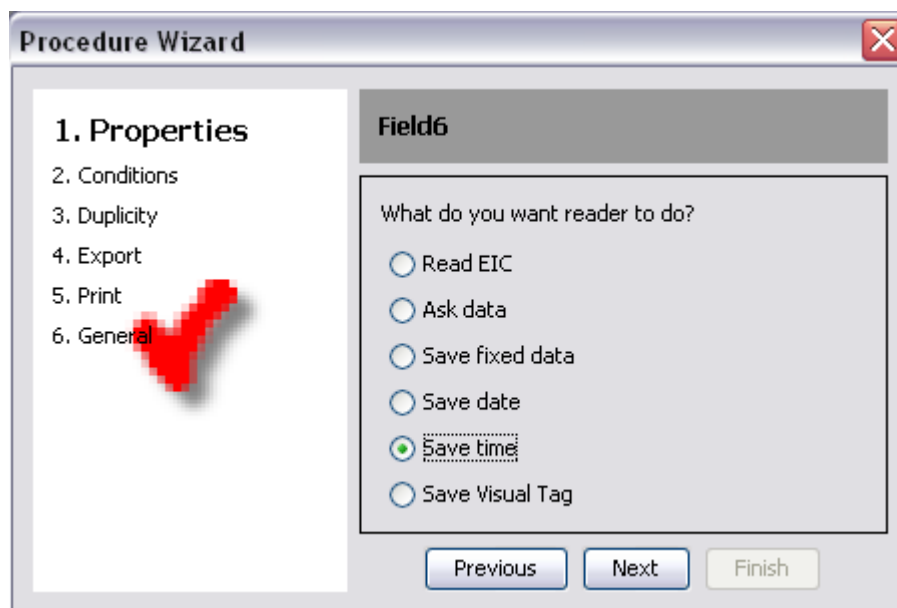 Procedure Wizard
1. Properties
2. Conditions
3. Duplicity
4. Export
5. Print
6. General
Field6
What do you want reader to do?
Read EIC
Ask data
Save fixed data
Save date
Save time
Save Visual Tag
Previous
Next
Finish